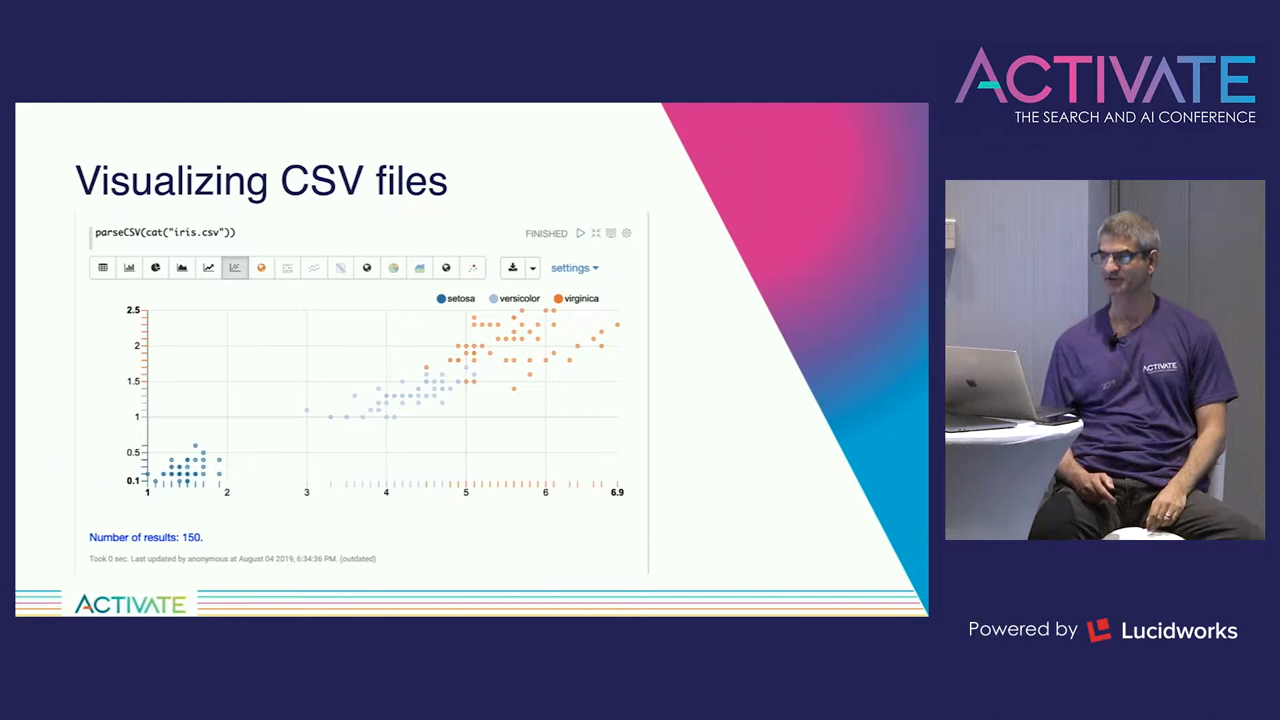 ACTIVATE
THE SEARCH AND AI CONFERENCE
Visualizing CSV files
parseCSV(cat("iris.csv"))
FINISHED
settings
setosa versicolor virginica
2.5
2
1.5
1
0.5
0.1
1 2 3 4 5 6 6.9
Number of results: 150.
Took 0 sec. Last updated by anonymous at August 04 2019, 6:34:36 PM. (outdated)
ACTIVATE
ACTIVATE
Powered by Lucidworks